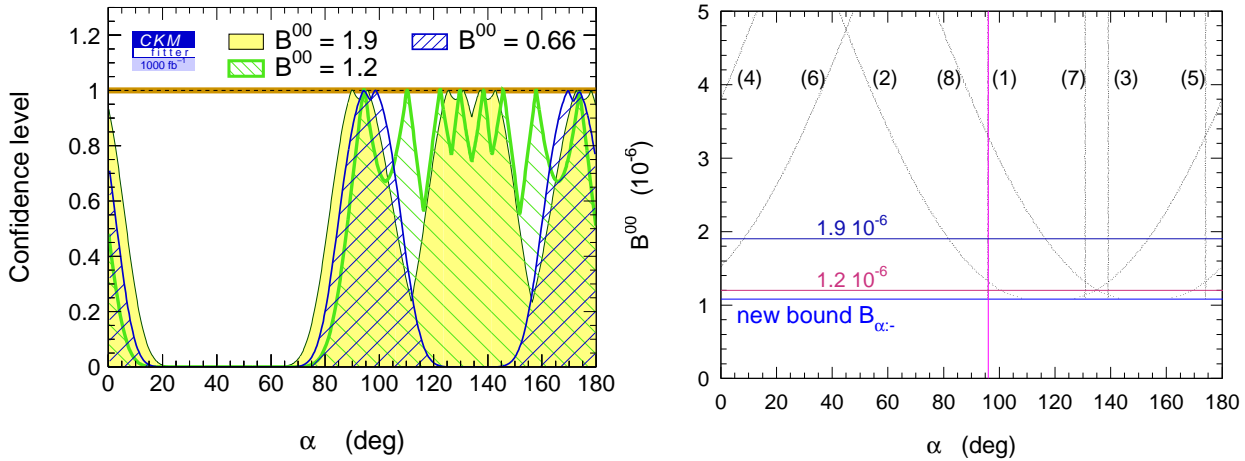 CKM
fitter
1000 fb⁻¹
B⁰⁰ = 1.9
B⁰⁰ = 0.66
B⁰⁰ = 1.2
Confidence level
1.2
1
0.8
0.6
0.4
0.2
0
0 20 40 60 80 100 120 140 160 180
α (deg)
B⁰⁰ (10⁻⁶)
5
4
3
2
1
0
(4) (6) (2) (8) (1) (7) (3) (5)
1.9 10⁻⁶
1.2 10⁻⁶
new bound B_α:-
0 20 40 60 80 100 120 140 160 180
α (deg)